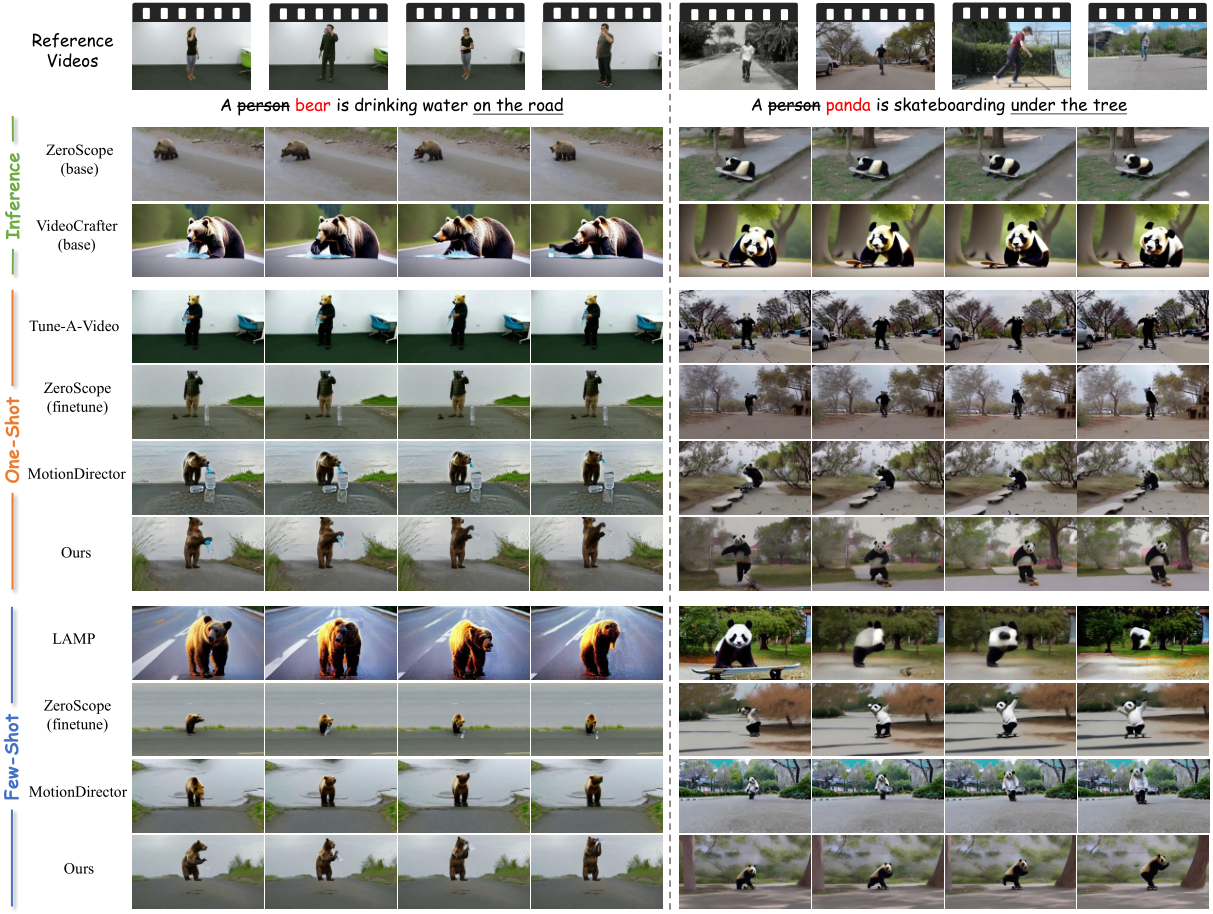 Reference
Videos
A person bear is drinking water on the road
A person panda is skateboarding under the tree
Inference
ZeroScope
(base)
VideoCrafter
(base)
One-Shot
Tune-A-Video
ZeroScope
(finetune)
MotionDirector
Ours
Few-Shot
LAMP
ZeroScope
(finetune)
MotionDirector
Ours